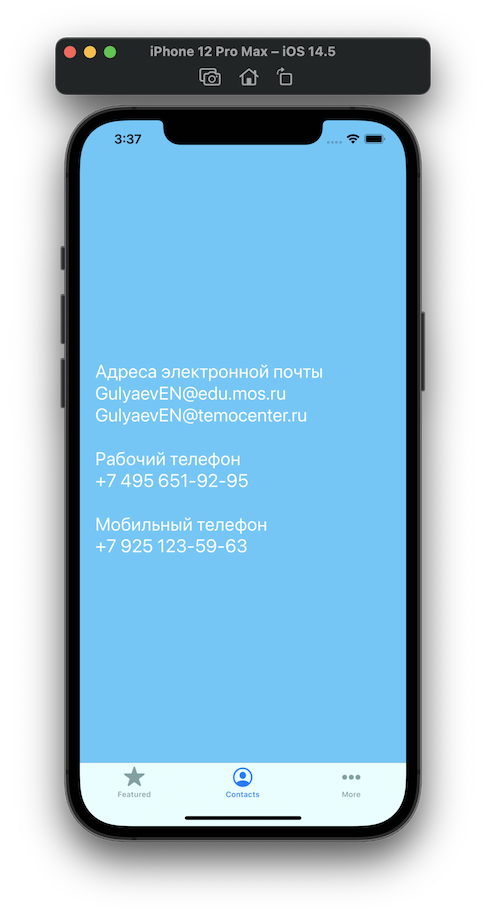 iPhone 12 Pro Max – iOS 14.5
3:37
Адреса электронной почты
GulyaevEN@edu.mos.ru
GulyaevEN@temocenter.ru
Рабочий телефон
+7 495 651-92-95
Мобильный телефон
+7 925 123-59-63
Featured
Contacts
More